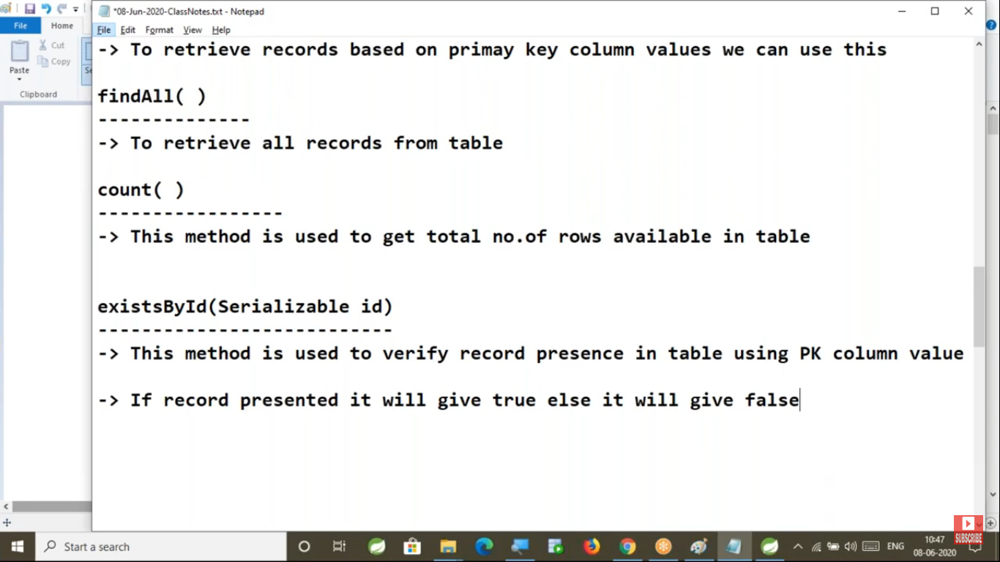 *08-Jun-2020-ClassNotes.txt - Notepad
File Home
File Edit Format View Help
Cut
Copy
Paste
Clipboard
-> To retrieve records based on primay key column values we can use this
findAll( )
--------------
-> To retrieve all records from table
count( )
-----------------
-> This method is used to get total no.of rows available in table
existsById(Serializable id)
---------------------------
-> This method is used to verify record presence in table using PK column value
-> If record presented it will give true else it will give false
SUBSCRIBE
Start a search
ENG
10:47
08-06-2020